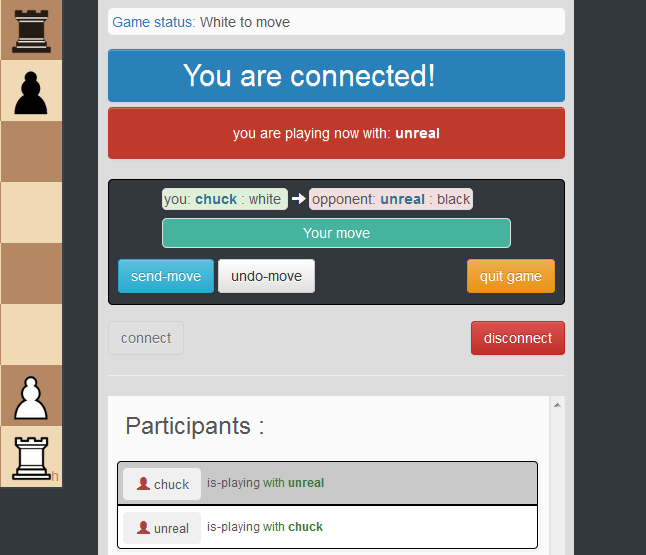 Game status: White to move
You are connected!
you are playing now with: unreal
you: chuck : white opponent: unreal : black
Your move
send-move undo-move quit game
connect disconnect
Participants :
chuck is-playing with unreal
unreal is-playing with chuck
h